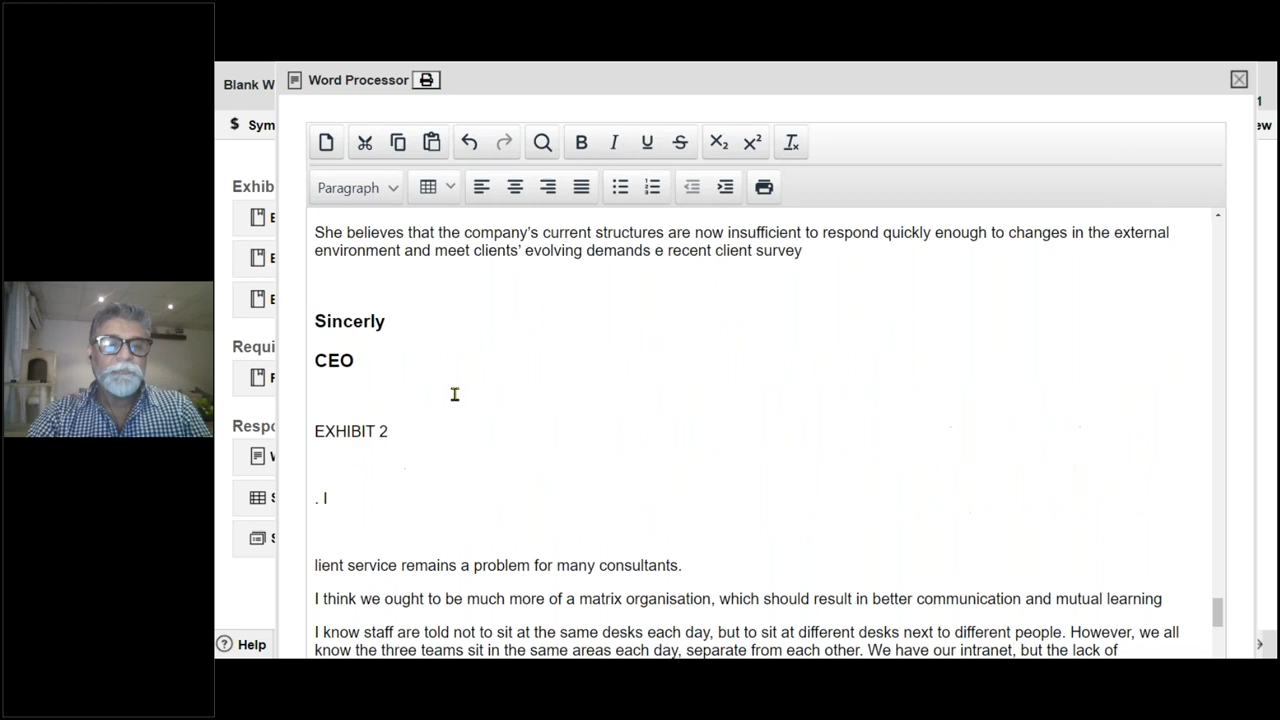 Blank W
Word Processor
1
$ Sym
ew
Paragraph
B I U S X₂ X² Iₓ
Exhib
E
E
E
Requi
F
Respo
W
S
S
Help
She believes that the company's current structures are now insufficient to respond quickly enough to changes in the external
environment and meet clients' evolving demands e recent client survey
Sincerly
CEO
EXHIBIT 2
. I
lient service remains a problem for many consultants.
I think we ought to be much more of a matrix organisation, which should result in better communication and mutual learning
I know staff are told not to sit at the same desks each day, but to sit at different desks next to different people. However, we all
know the three teams sit in the same areas each day, separate from each other. We have our intranet, but the lack of